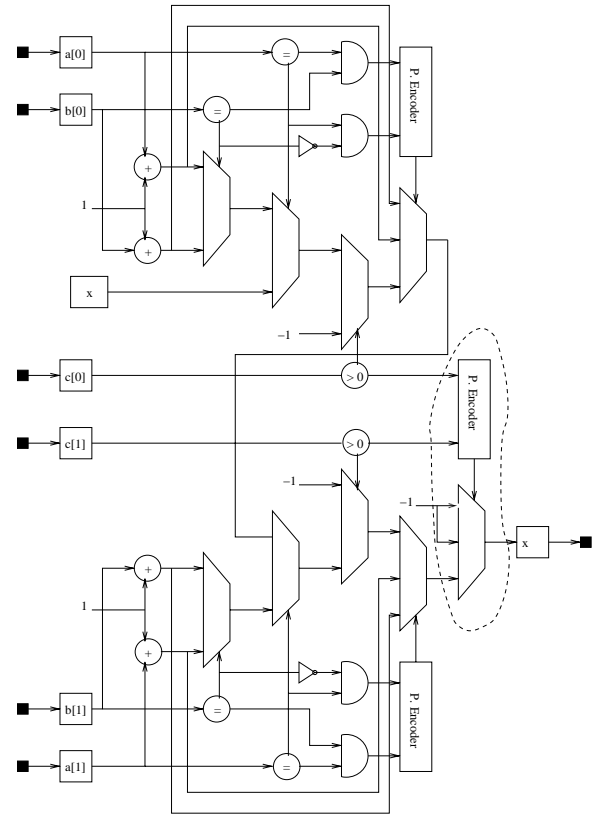 a[0]
=
P. Encoder
b[0]
=
+
1
+
x
−1
c[0]
> 0
P. Encoder
c[1]
> 0
−1
−1
x
+
1
+
P. Encoder
b[1]
=
a[1]
=